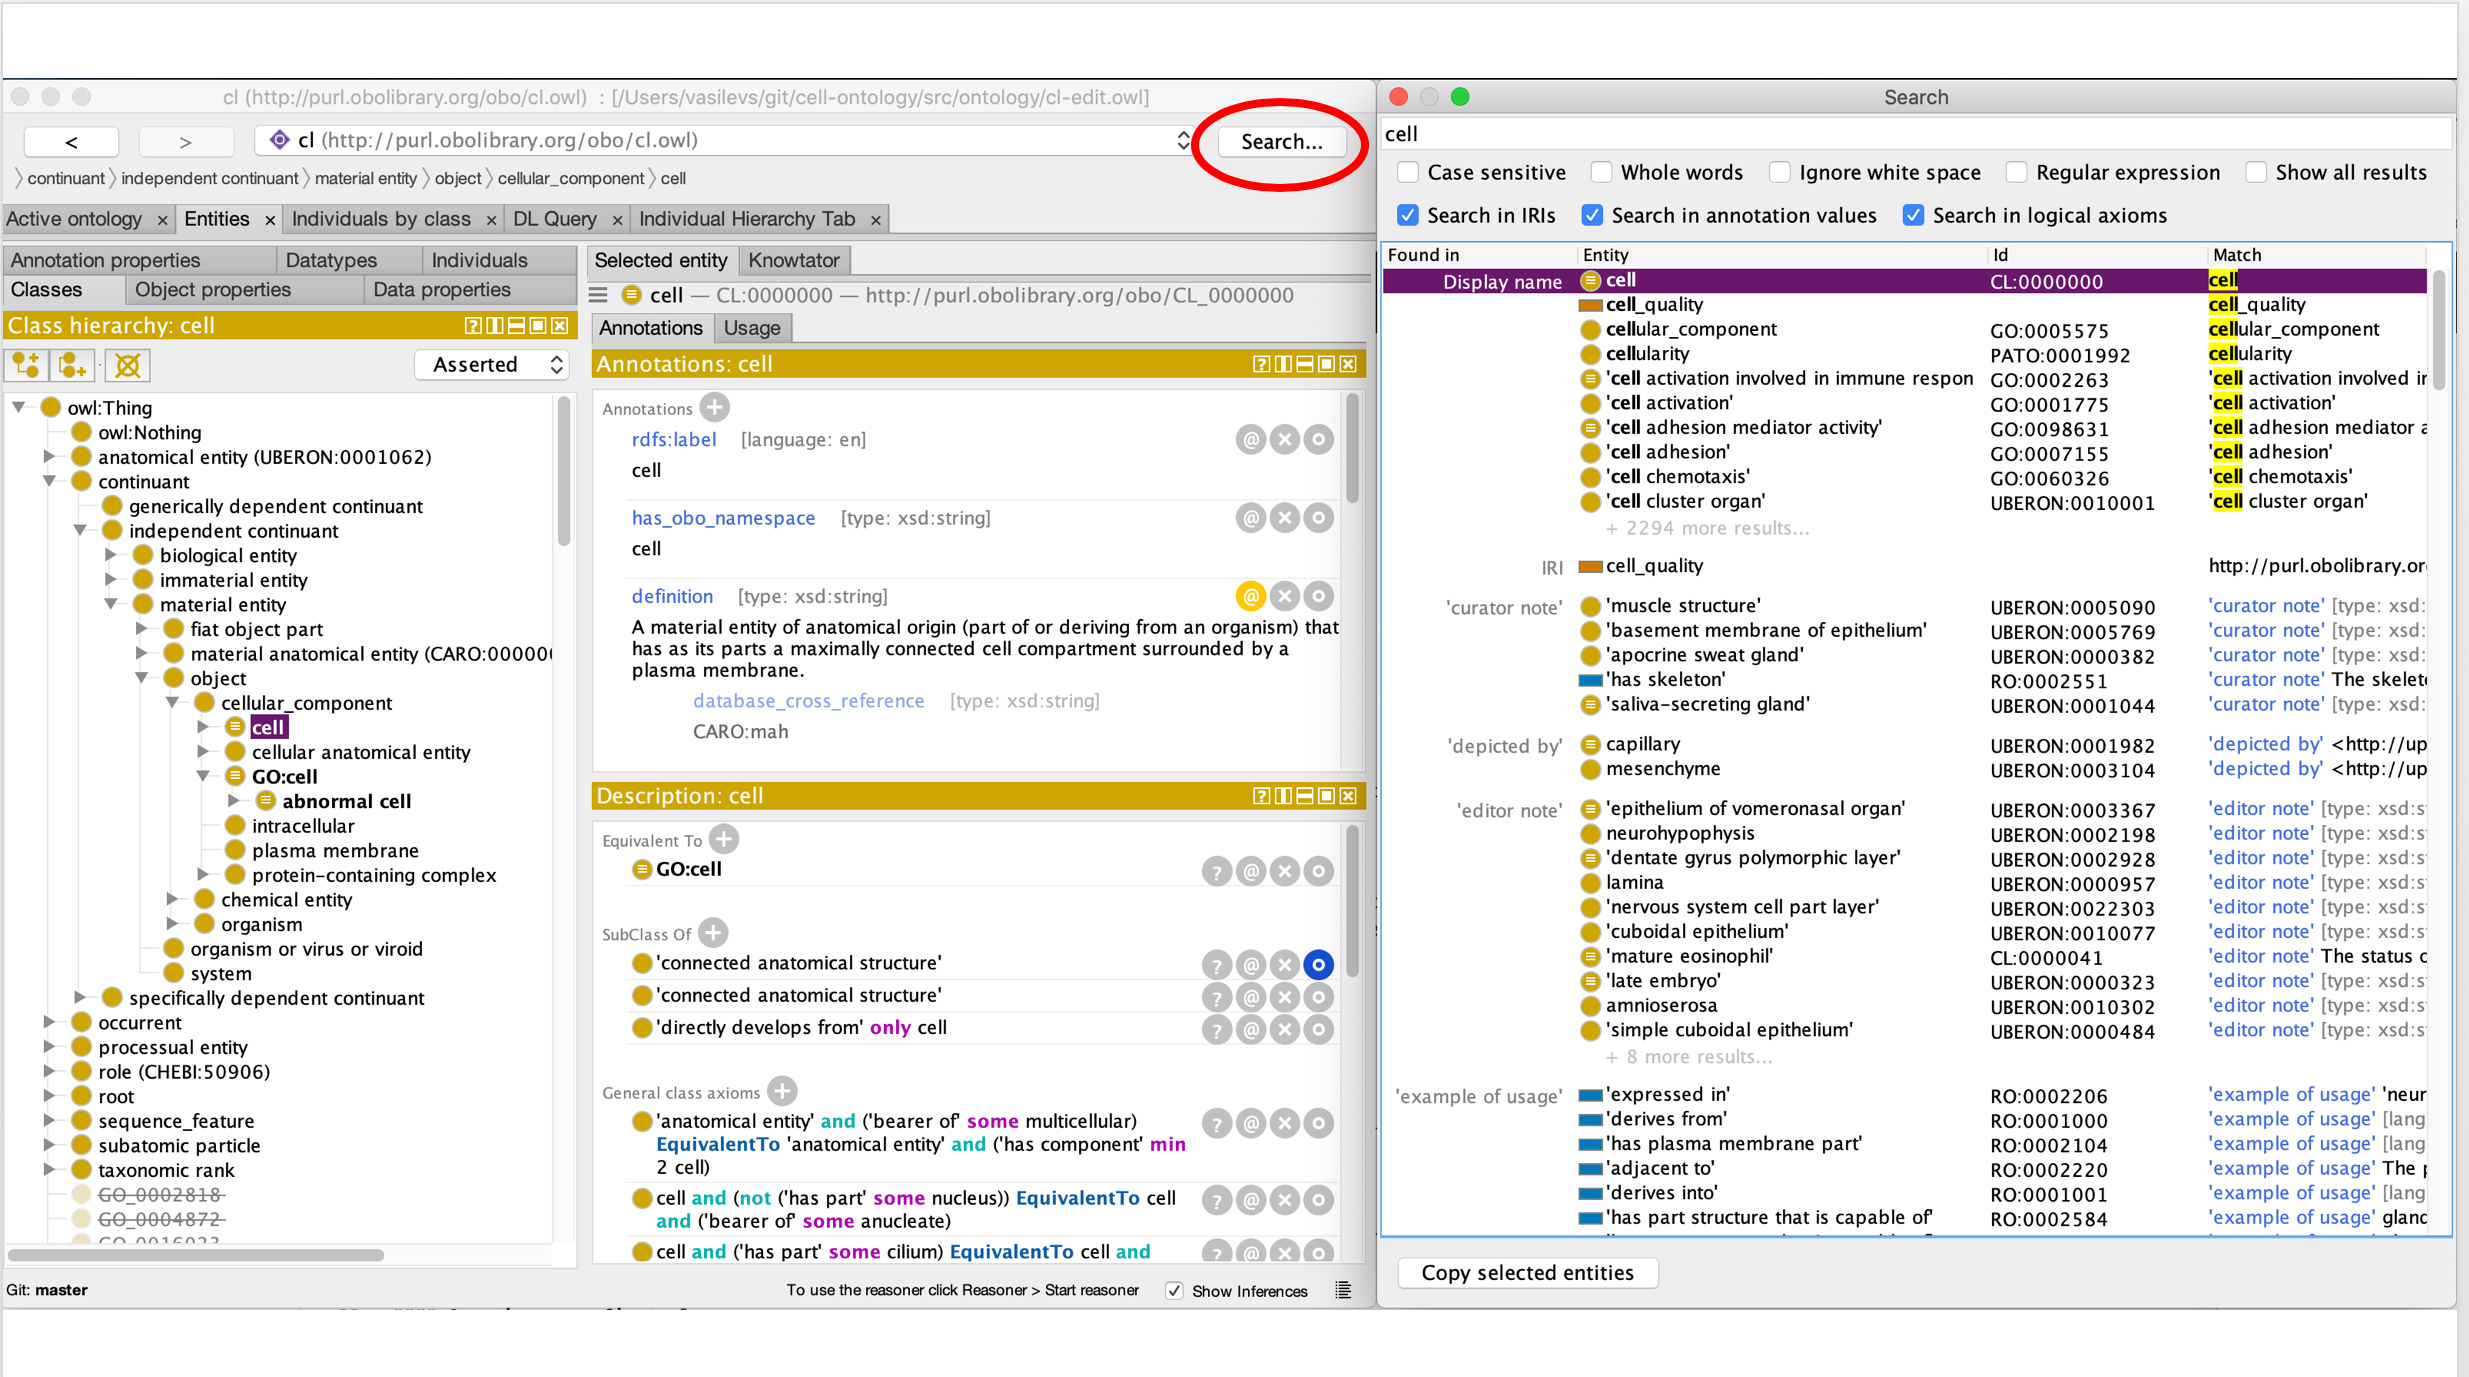 cl (http://purl.obolibrary.org/obo/cl.owl) : [/Users/vasilevs/git/cell-ontology/src/ontology/cl-edit.owl]
< > cl (http://purl.obolibrary.org/obo/cl.owl) Search...
continuant independent continuant material entity object cellular_component cell
Active ontology × Entities × Individuals by class × DL Query × Individual Hierarchy Tab ×
Annotation properties Datatypes Individuals
Classes Object properties Data properties
Class hierarchy: cell
Asserted
owl:Thing
owl:Nothing
anatomical entity (UBERON:0001062)
continuant
generically dependent continuant
independent continuant
biological entity
immaterial entity
material entity
fiat object part
material anatomical entity (CARO:000000
object
cellular_component
cell
cellular anatomical entity
GO:cell
abnormal cell
intracellular
plasma membrane
protein-containing complex
chemical entity
organism
organism or virus or viroid
system
specifically dependent continuant
occurrent
processual entity
role (CHEBI:50906)
root
sequence_feature
subatomic particle
taxonomic rank
GO_0002818
GO_0004872
Git: master
Selected entity Knowtator
cell — CL:0000000 — http://purl.obolibrary.org/obo/CL_0000000
Annotations Usage
Annotations: cell
Annotations
rdfs:label [language: en]
cell
has_obo_namespace [type: xsd:string]
cell
definition [type: xsd:string]
A material entity of anatomical origin (part of or deriving from an organism) that
has as its parts a maximally connected cell compartment surrounded by a
plasma membrane.
database_cross_reference [type: xsd:string]
CARO:mah
Description: cell
Equivalent To
GO:cell
SubClass Of
'connected anatomical structure'
'connected anatomical structure'
'directly develops from' only cell
General class axioms
'anatomical entity' and ('bearer of' some multicellular)
EquivalentTo 'anatomical entity' and ('has component' min
2 cell)
cell and (not ('has part' some nucleus)) EquivalentTo cell
and ('bearer of' some anucleate)
cell and ('has part' some cilium) EquivalentTo cell and
To use the reasoner click Reasoner > Start reasoner Show Inferences
Search
cell
Case sensitive Whole words Ignore white space Regular expression Show all results
Search in IRIs Search in annotation values Search in logical axioms
Found in Entity Id Match
Display name cell CL:0000000 cell
cell_quality cell_quality
cellular_component GO:0005575 cellular_component
cellularity PATO:0001992 cellularity
'cell activation involved in immune respon GO:0002263 'cell activation involved ir
'cell activation' GO:0001775 'cell activation'
'cell adhesion mediator activity' GO:0098631 'cell adhesion mediator a
'cell adhesion' GO:0007155 'cell adhesion'
'cell chemotaxis' GO:0060326 'cell chemotaxis'
'cell cluster organ' UBERON:0010001 'cell cluster organ'
+ 2294 more results...
IRI cell_quality http://purl.obolibrary.or
'curator note' 'muscle structure' UBERON:0005090 'curator note' [type: xsd:
'basement membrane of epithelium' UBERON:0005769 'curator note' [type: xsd:
'apocrine sweat gland' UBERON:0000382 'curator note' [type: xsd:
'has skeleton' RO:0002551 'curator note' The skelet
'saliva-secreting gland' UBERON:0001044 'curator note' [type: xsd:
'depicted by' capillary UBERON:0001982 'depicted by' <http://up
mesenchyme UBERON:0003104 'depicted by' <http://up
'editor note' 'epithelium of vomeronasal organ' UBERON:0003367 'editor note' [type: xsd:s
neurohypophysis UBERON:0002198 'editor note' [type: xsd:s
'dentate gyrus polymorphic layer' UBERON:0002928 'editor note' [type: xsd:s
lamina UBERON:0000957 'editor note' [type: xsd:s
'nervous system cell part layer' UBERON:0022303 'editor note' [type: xsd:s
'cuboidal epithelium' UBERON:0010077 'editor note' [type: xsd:s
'mature eosinophil' CL:0000041 'editor note' The status c
'late embryo' UBERON:0000323 'editor note' [type: xsd:s
amnioserosa UBERON:0010302 'editor note' [type: xsd:s
'simple cuboidal epithelium' UBERON:0000484 'editor note' [type: xsd:s
+ 8 more results...
'example of usage' 'expressed in' RO:0002206 'example of usage' 'neur
'derives from' RO:0001000 'example of usage' [lang
'has plasma membrane part' RO:0002104 'example of usage' [lang
'adjacent to' RO:0002220 'example of usage' The p
'derives into' RO:0001001 'example of usage' [lang
'has part structure that is capable of' RO:0002584 'example of usage' gland
Copy selected entities